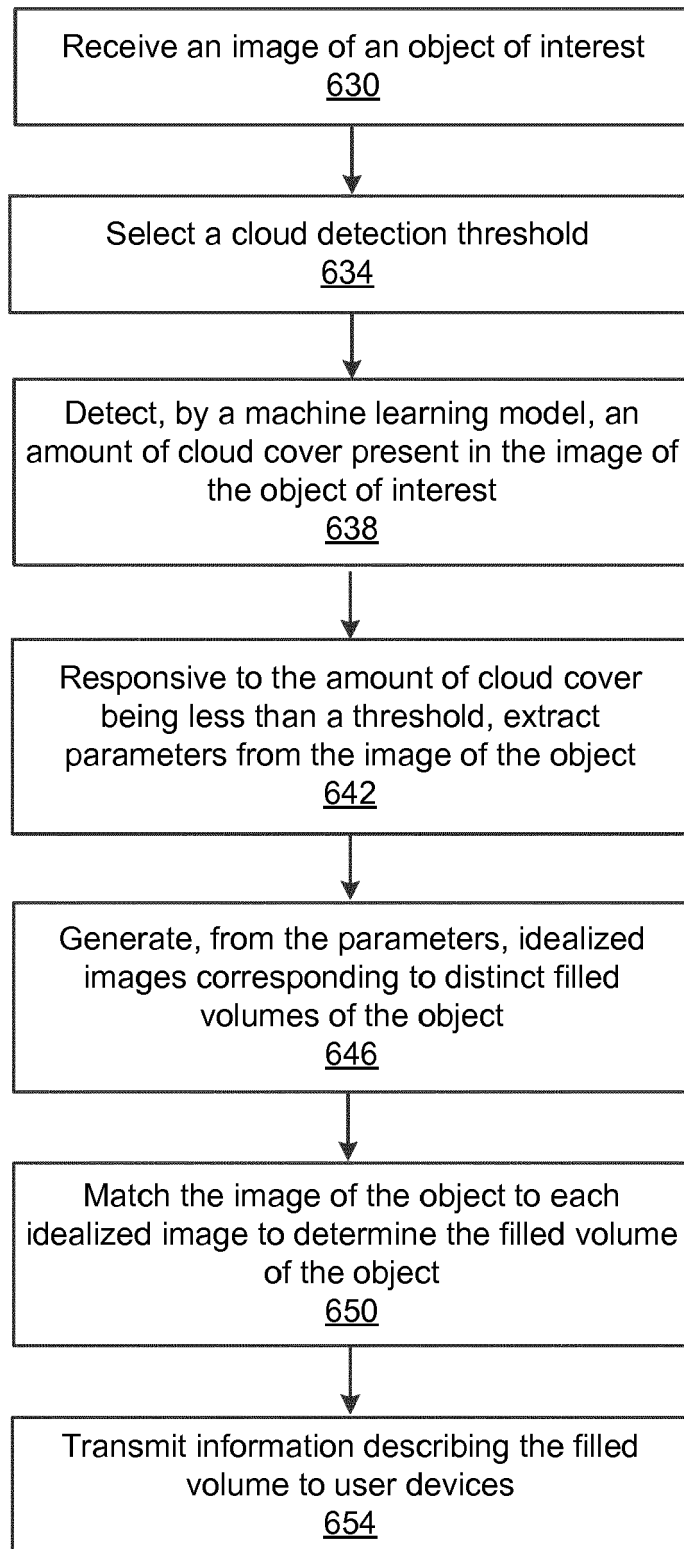 Receive an image of an object of interest
630
Select a cloud detection threshold
634
Detect, by a machine learning model, an
amount of cloud cover present in the image of
the object of interest
638
Responsive to the amount of cloud cover
being less than a threshold, extract
parameters from the image of the object
642
Generate, from the parameters, idealized
images corresponding to distinct filled
volumes of the object
646
Match the image of the object to each
idealized image to determine the filled volume
of the object
650
Transmit information describing the filled
volume to user devices
654